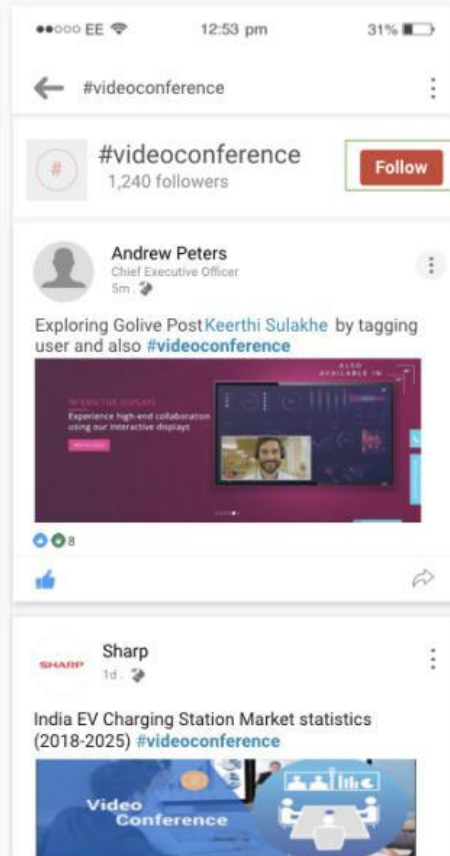 EE 12:53 pm 31%
#videoconference
#
#videoconference
1,240 followers
Follow
Andrew Peters
Chief Executive Officer
5m .
Exploring Golive Post Keerthi Sulakhe by tagging
user and also #videoconference
ALSO
AVAILABLE IN
INTERACTIVE DISPLAYS
Experience high-end collaboration
using our Interactive displays
8
SHARP
Sharp
1d .
India EV Charging Station Market statistics
(2018-2025) #videoconference
Video
Conference